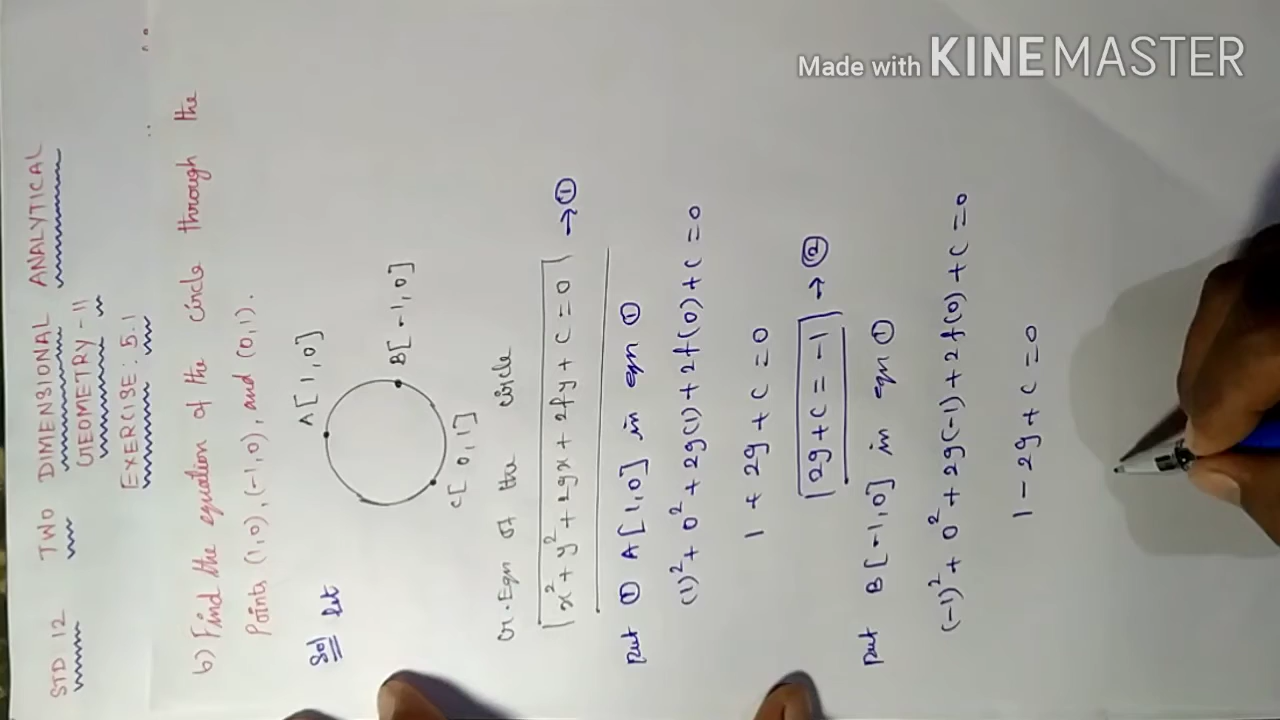 Made with KINEMASTER
STD 12 TWO DIMENSIONAL ANALYTICAL
GEOMETRY-II
EXERCISE: 5.1
6) Find the equation of the circle through the
Points (1,0), (-1,0), and (0,1).
Sol let
A[1,0]
B[-1,0]
C[0,1]
Gr. Eqn of the circle
x²+y²+2gx+2fy+c=0 → ①
Put ① A[1,0] in eqn ①
(1)²+0²+2g(1)+2f(0)+c=0
1+2g+c=0
2g+c=-1 → ②
Put B[-1,0] in eqn ①
(-1)²+0²+2g(-1)+2f(0)+c=0
1-2g+c=0